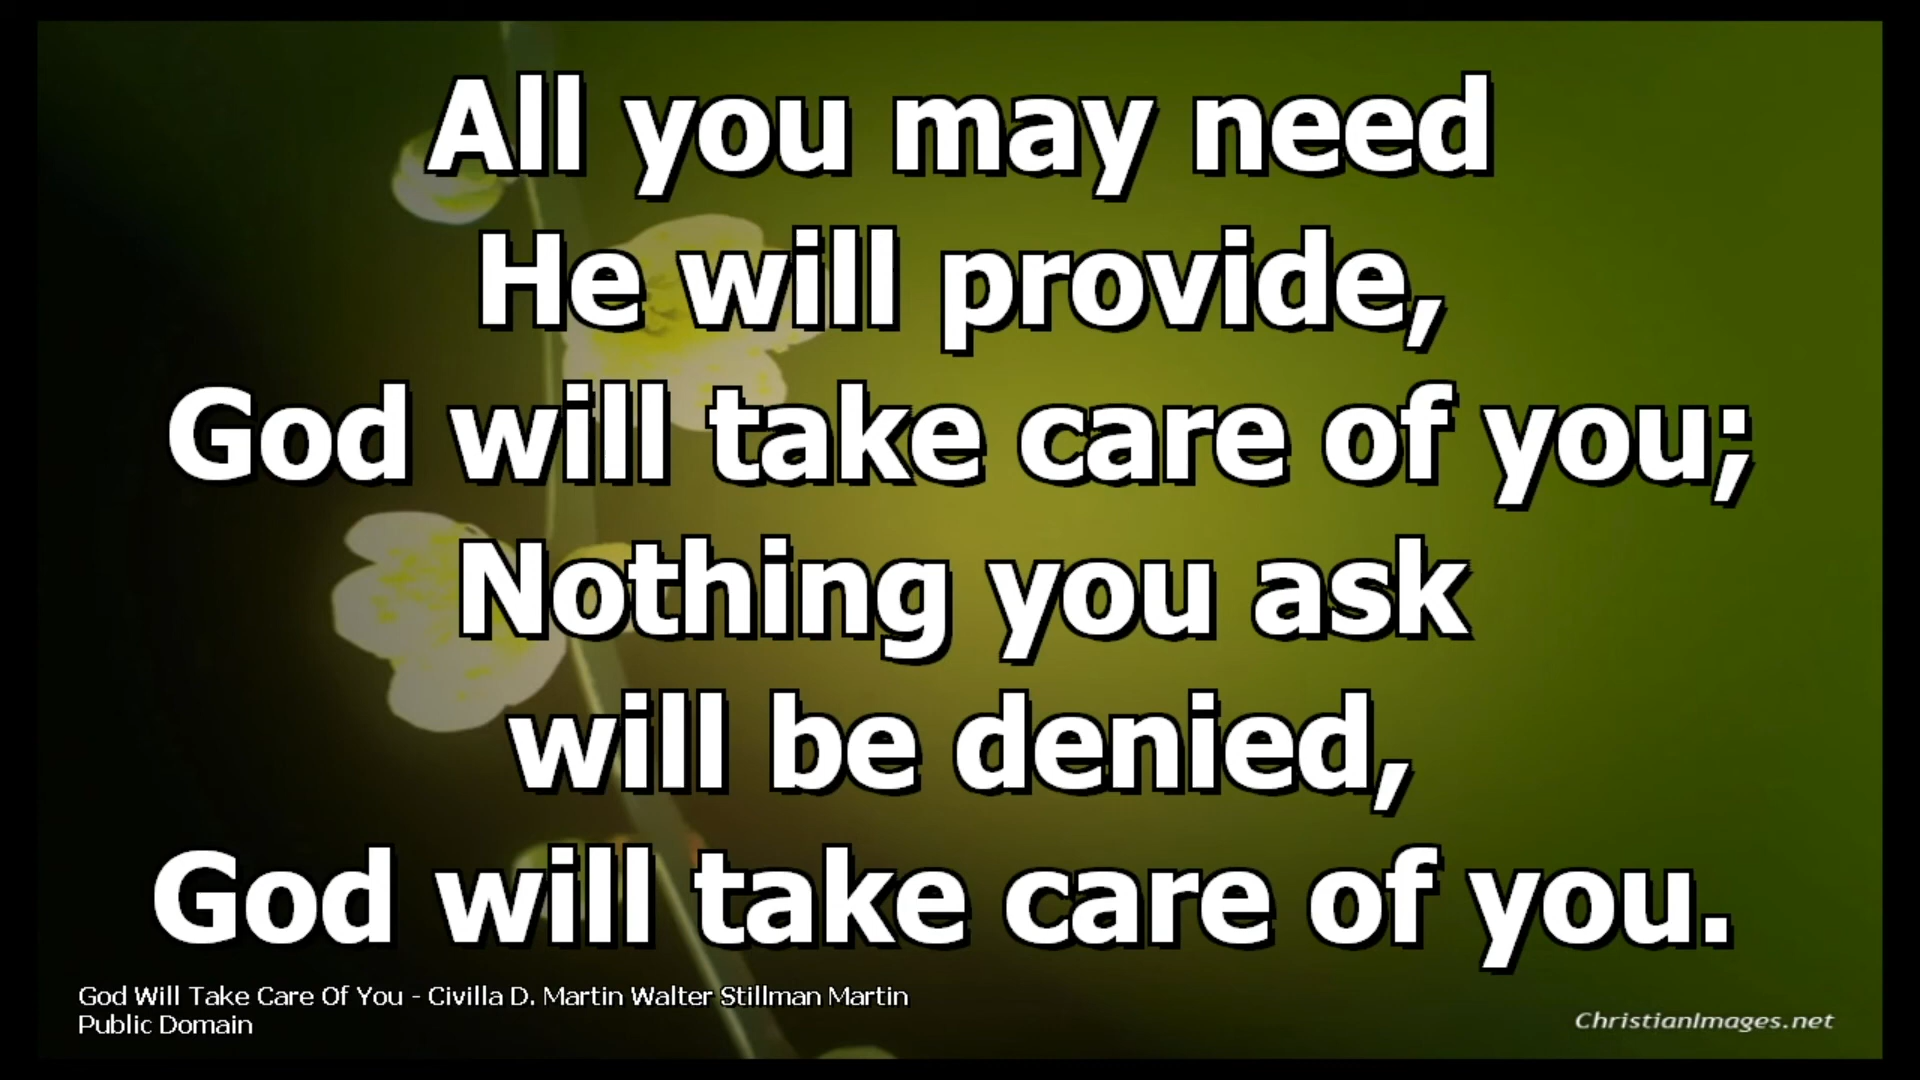 All you may need
He will provide,
God will take care of you;
Nothing you ask
will be denied,
God will take care of you.
God Will Take Care Of You - Civilla D. Martin Walter Stillman Martin
Public Domain
ChristianImages.net